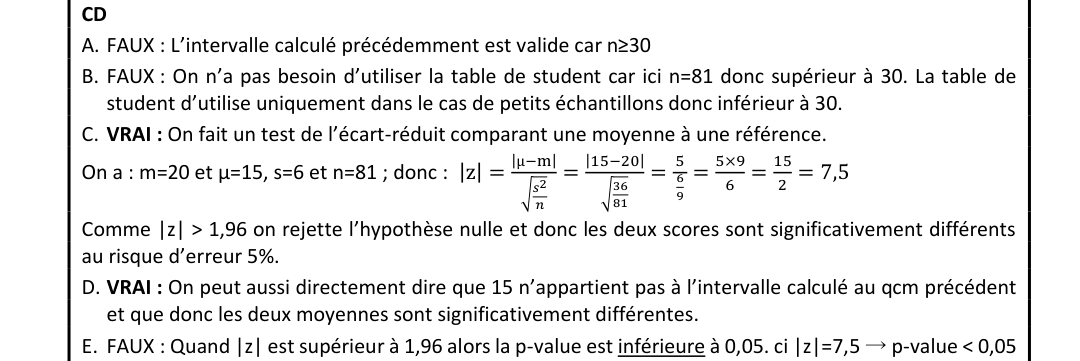 CD
A. FAUX : L’intervalle calculé précédemment est valide car n≥30
B. FAUX : On n’a pas besoin d’utiliser la table de student car ici n=81 donc supérieur à 30. La table de
student d’utilise uniquement dans le cas de petits échantillons donc inférieur à 30.
C. VRAI : On fait un test de l’écart-réduit comparant une moyenne à une référence.
On a : m=20 et μ=15, s=6 et n=81 ; donc : |z| = |μ−m| / √(s²/n) = |15−20| / √(36/81) = 5 / (6/9) = 5×9 / 6 = 15/2 = 7,5
Comme |z| > 1,96 on rejette l’hypothèse nulle et donc les deux scores sont significativement différents
au risque d’erreur 5%.
D. VRAI : On peut aussi directement dire que 15 n’appartient pas à l’intervalle calculé au qcm précédent
et que donc les deux moyennes sont significativement différentes.
E. FAUX : Quand |z| est supérieur à 1,96 alors la p-value est inférieure à 0,05. ci |z|=7,5 → p-value < 0,05